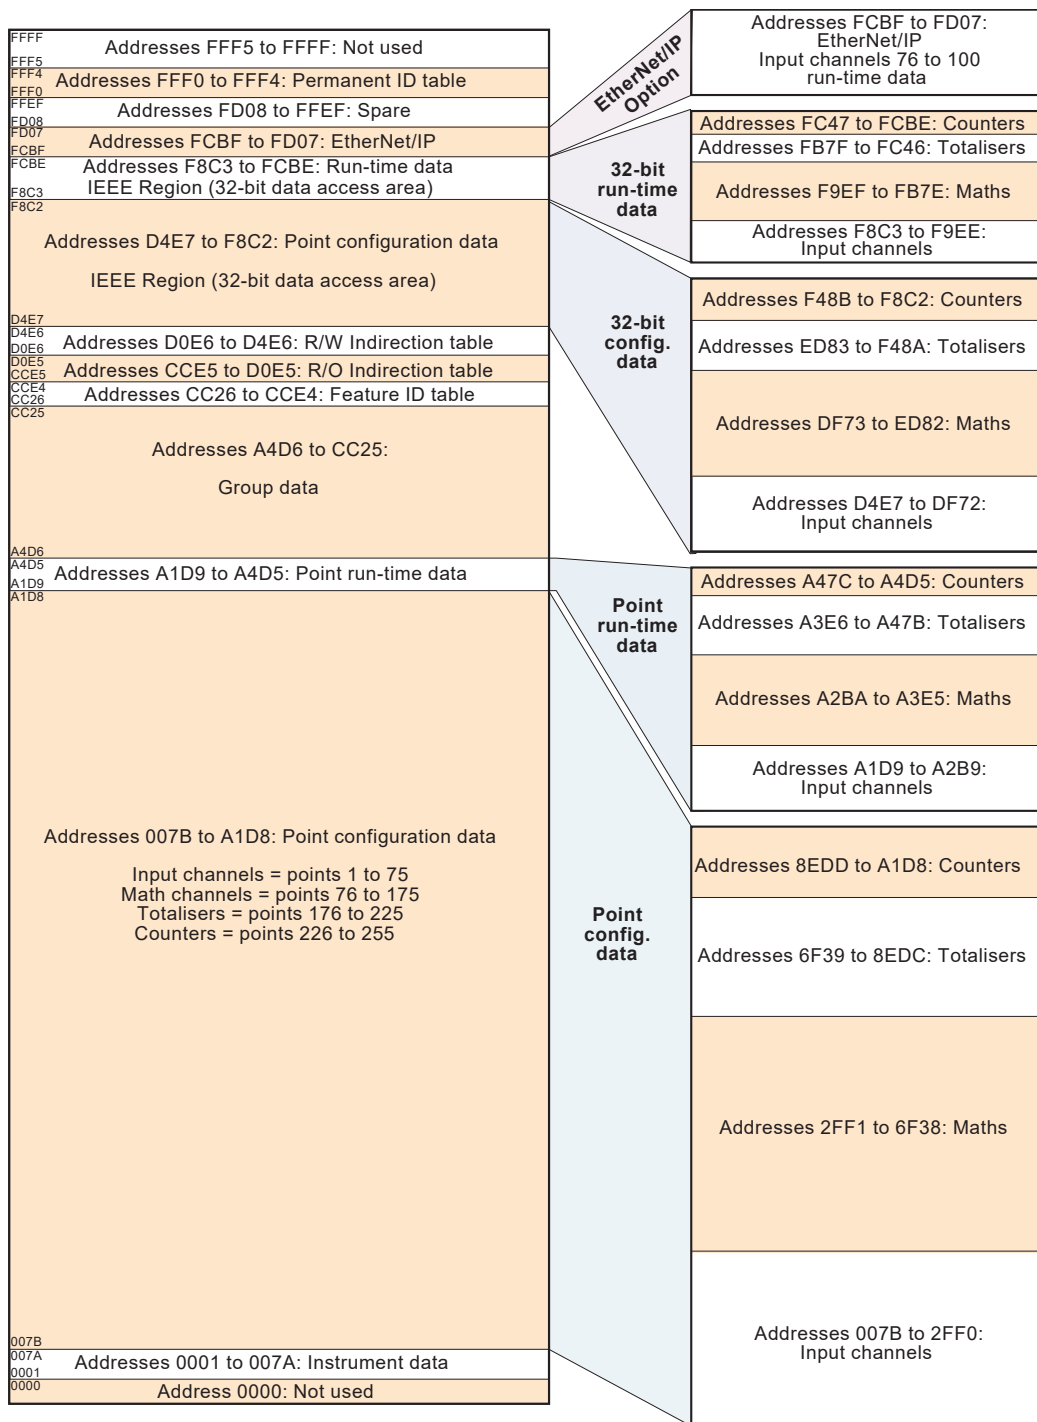 FFFF
Addresses FFF5 to FFFF: Not used
FFF5
FFF4
Addresses FFF0 to FFF4: Permanent ID table
FFF0
FFEF
Addresses FD08 to FFEF: Spare
FD08
FD07
Addresses FCBF to FD07: EtherNet/IP
FCBF
FCBE
Addresses F8C3 to FCBE: Run-time data
IEEE Region (32-bit data access area)
F8C3
F8C2
Addresses D4E7 to F8C2: Point configuration data
IEEE Region (32-bit data access area)
D4E7
D4E6
Addresses D0E6 to D4E6: R/W Indirection table
D0E6
D0E5
Addresses CCE5 to D0E5: R/O Indirection table
CCE5
CCE4
Addresses CC26 to CCE4: Feature ID table
CC26
CC25
Addresses A4D6 to CC25:
Group data
A4D6
A4D5
Addresses A1D9 to A4D5: Point run-time data
A1D9
A1D8
Addresses 007B to A1D8: Point configuration data
Input channels = points 1 to 75
Math channels = points 76 to 175
Totalisers = points 176 to 225
Counters = points 226 to 255
007B
007A
Addresses 0001 to 007A: Instrument data
0001
0000
Address 0000: Not used
EtherNet/IP
Option
Addresses FCBF to FD07:
EtherNet/IP
Input channels 76 to 100
run-time data
32-bit
run-time
data
Addresses FC47 to FCBE: Counters
Addresses FB7F to FC46: Totalisers
Addresses F9EF to FB7E: Maths
Addresses F8C3 to F9EE:
Input channels
32-bit
config.
data
Addresses F48B to F8C2: Counters
Addresses ED83 to F48A: Totalisers
Addresses DF73 to ED82: Maths
Addresses D4E7 to DF72:
Input channels
Point
run-time
data
Addresses A47C to A4D5: Counters
Addresses A3E6 to A47B: Totalisers
Addresses A2BA to A3E5: Maths
Addresses A1D9 to A2B9:
Input channels
Point
config.
data
Addresses 8EDD to A1D8: Counters
Addresses 6F39 to 8EDC: Totalisers
Addresses 2FF1 to 6F38: Maths
Addresses 007B to 2FF0:
Input channels